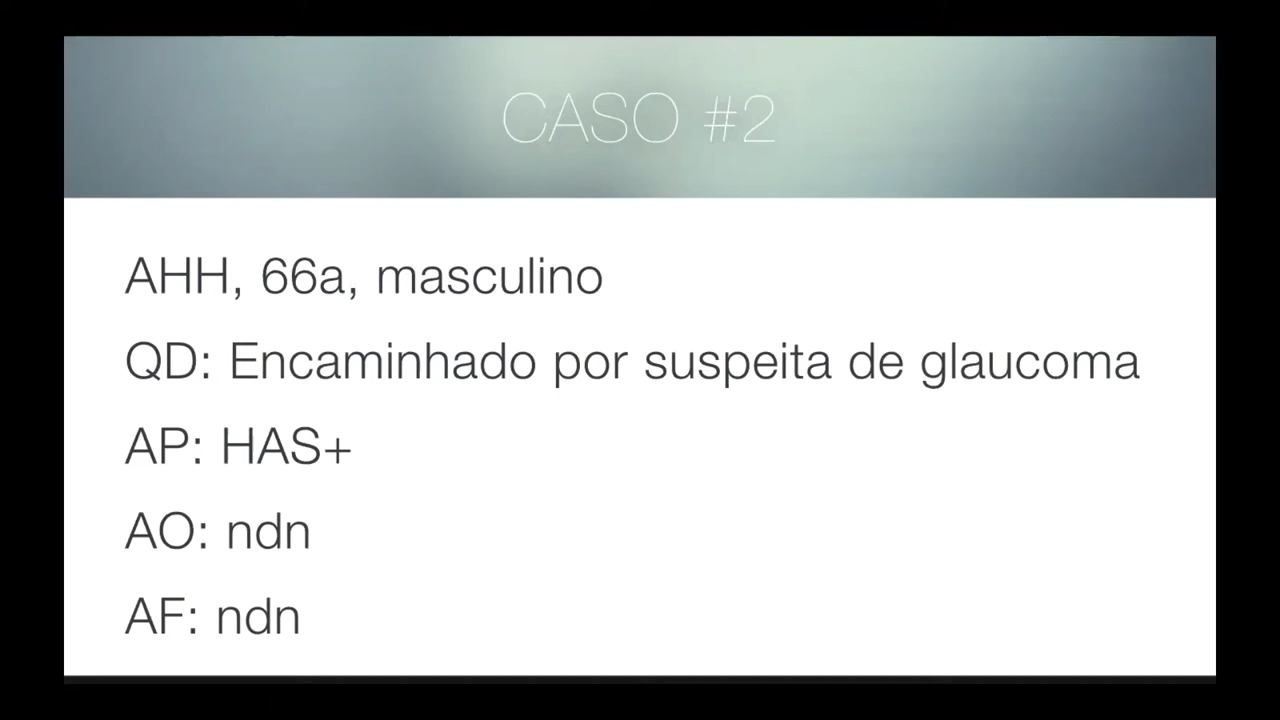 CASO #2
AHH, 66a, masculino
QD: Encaminhado por suspeita de glaucoma
AP: HAS+
AO: ndn
AF: ndn